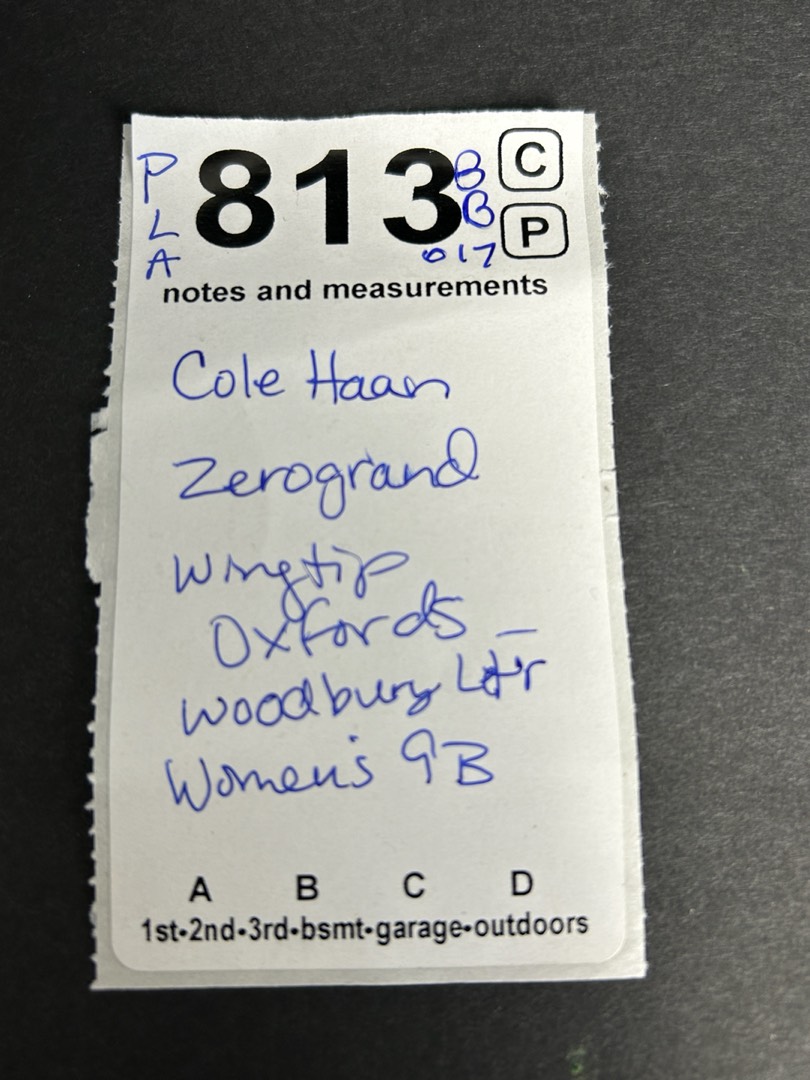 P
L
A
813
B
B
017
C
P
notes and measurements
Cole Haan
Zerogrand
Wingtip
Oxfords –
Woodbury Lthr
Women's 9B
A B C D
1st-2nd-3rd-bsmt-garage-outdoors